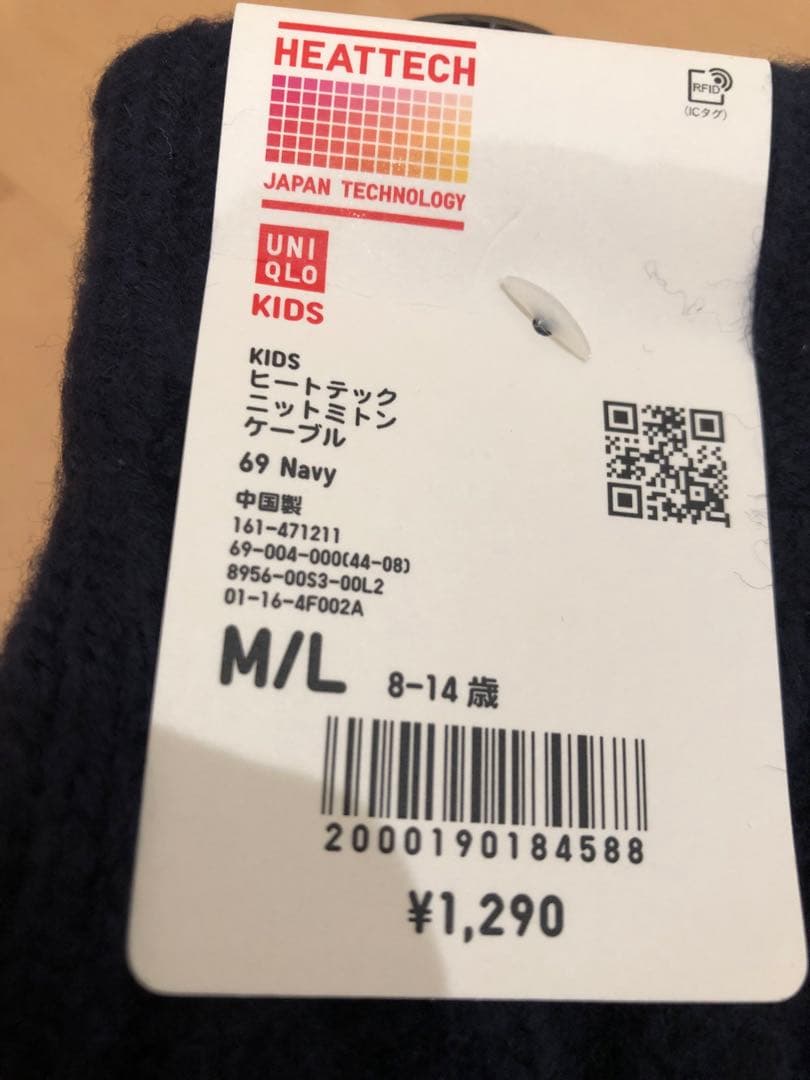 HEATTECH
JAPAN TECHNOLOGY
RFID
(ICタグ)
UNI
QLO
KIDS
KIDS
ヒートテック
ニットミトン
ケーブル
69 Navy
中国製
161-471211
69-004-000(44-08)
8956-00S3-00L2
01-16-4F002A
M/L 8-14歳
2000190184588
¥1,290